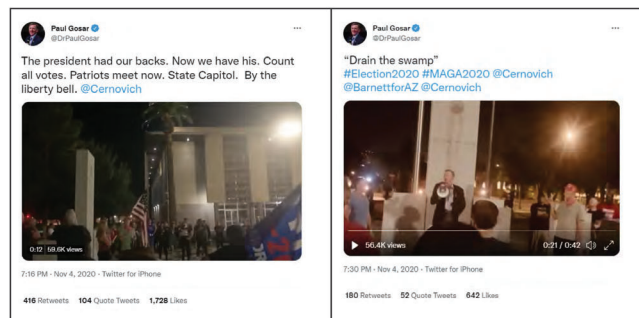 Paul Gosar
@DrPaulGosar
The president had our backs. Now we have his. Count
all votes. Patriots meet now. State Capitol. By the
liberty bell. @Cernovich
0:12 59.6K views
7:16 PM · Nov 4, 2020 · Twitter for iPhone
416 Retweets 104 Quote Tweets 1,728 Likes
Paul Gosar
@DrPaulGosar
“Drain the swamp”
#Election2020 #MAGA2020 @Cernovich
@BarnettforAZ @Cernovich
56.4K views 0:21 / 0:42
7:30 PM · Nov 4, 2020 · Twitter for iPhone
180 Retweets 52 Quote Tweets 642 Likes